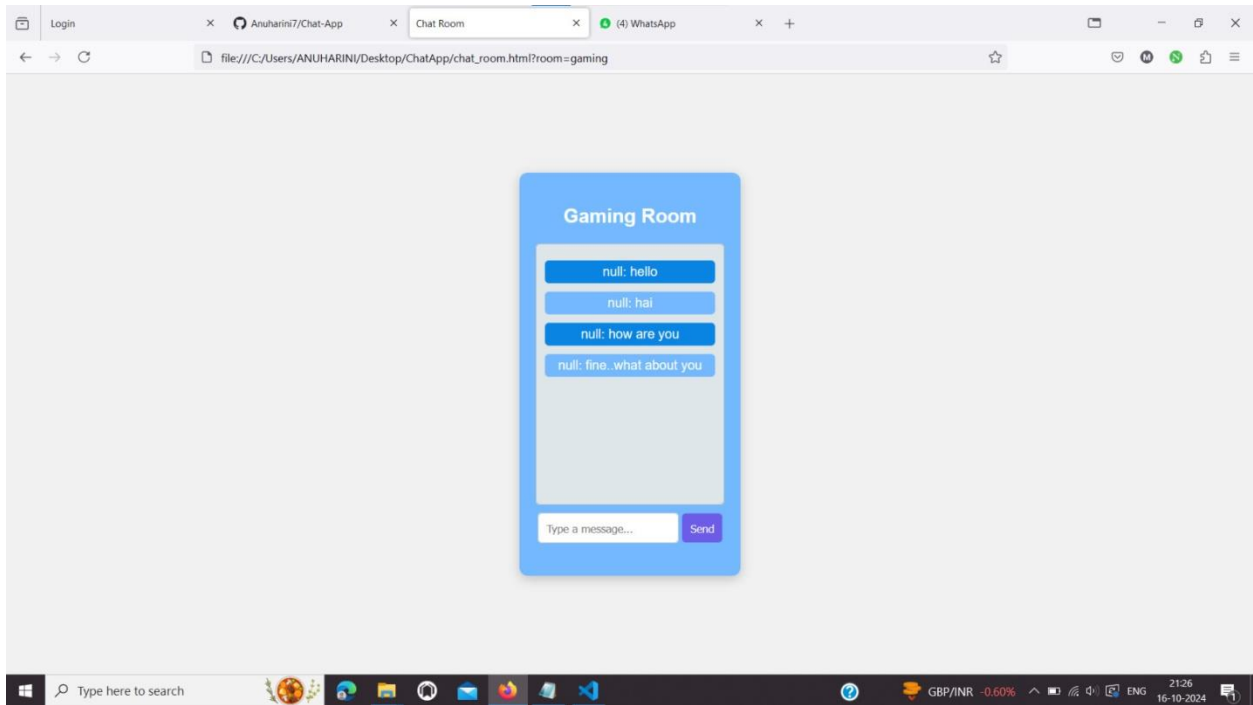 Login
Anuharini7/Chat-App
Chat Room
(4) WhatsApp
file:///C:/Users/ANUHARINI/Desktop/ChatApp/chat_room.html?room=gaming
Gaming Room
null: hello
null: hai
null: how are you
null: fine..what about you
Type a message...
Send
Type here to search
GBP/INR -0.60%
ENG
21:26
16-10-2024